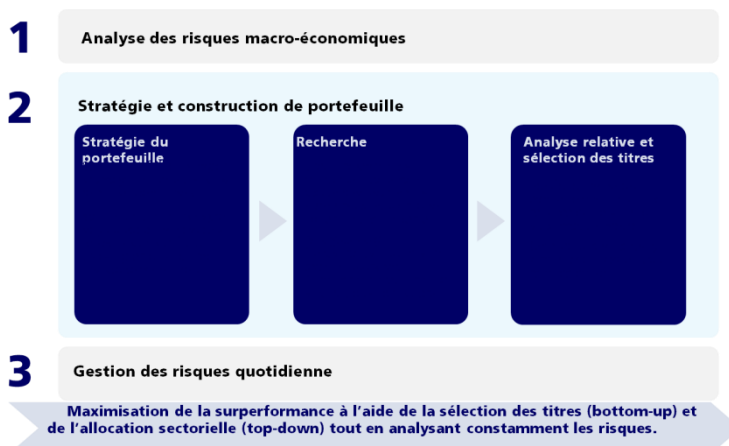 1
Analyse des risques macro-économiques
2
Stratégie et construction de portefeuille
Stratégie du
portefeuille
Recherche
Analyse relative et
sélection des titres
3
Gestion des risques quotidienne
Maximisation de la surperformance à l’aide de la sélection des titres (bottom-up) et
de l’allocation sectorielle (top-down) tout en analysant constamment les risques.